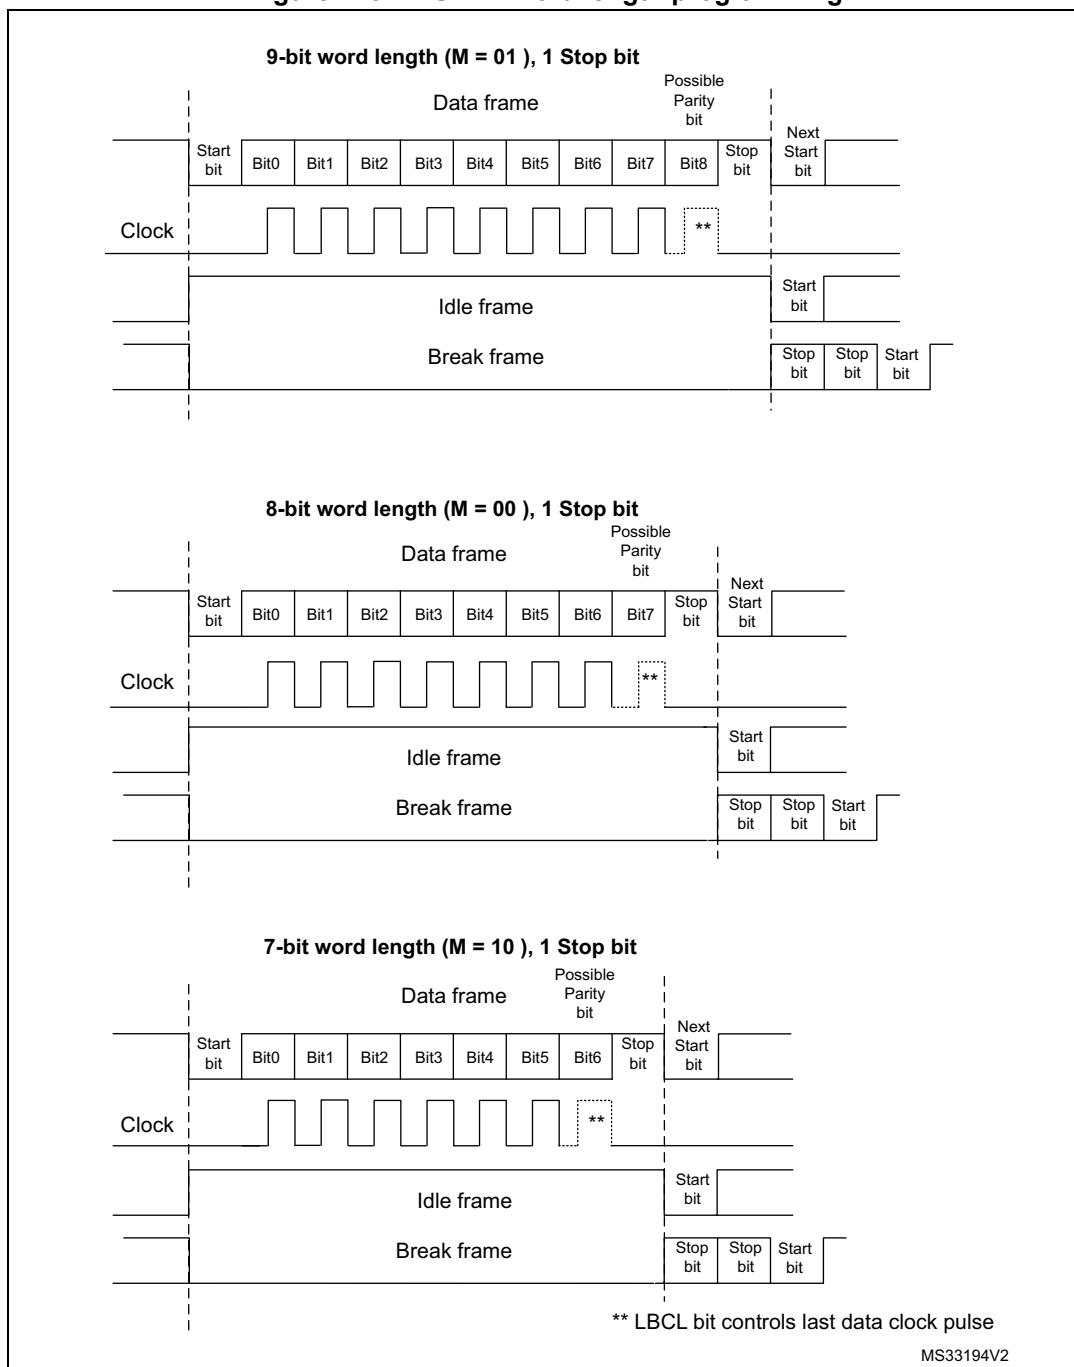 9-bit word length (M = 01 ), 1 Stop bit
Data frame
Possible
Parity
bit
Start
bit
Bit0 Bit1 Bit2 Bit3 Bit4 Bit5 Bit6 Bit7 Bit8
Stop
bit
Next
Start
bit
Clock
**
Idle frame
Start
bit
Break frame
Stop
bit
Stop
bit
Start
bit
8-bit word length (M = 00 ), 1 Stop bit
Data frame
Possible
Parity
bit
Start
bit
Bit0 Bit1 Bit2 Bit3 Bit4 Bit5 Bit6 Bit7
Stop
bit
Next
Start
bit
Clock
**
Idle frame
Start
bit
Break frame
Stop
bit
Stop
bit
Start
bit
7-bit word length (M = 10 ), 1 Stop bit
Data frame
Possible
Parity
bit
Start
bit
Bit0 Bit1 Bit2 Bit3 Bit4 Bit5 Bit6
Stop
bit
Next
Start
bit
Clock
**
Idle frame
Start
bit
Break frame
Stop
bit
Stop
bit
Start
bit
** LBCL bit controls last data clock pulse
MS33194V2